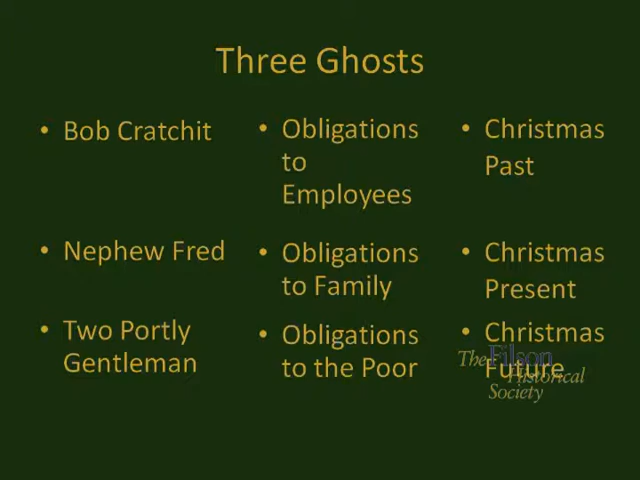 Three Ghosts
• Bob Cratchit
• Obligations
to
Employees
• Christmas
Past
• Nephew Fred
• Obligations
to Family
• Christmas
Present
• Two Portly
Gentleman
• Obligations
to the Poor
• Christmas
Future
The Filson
Historical
Society